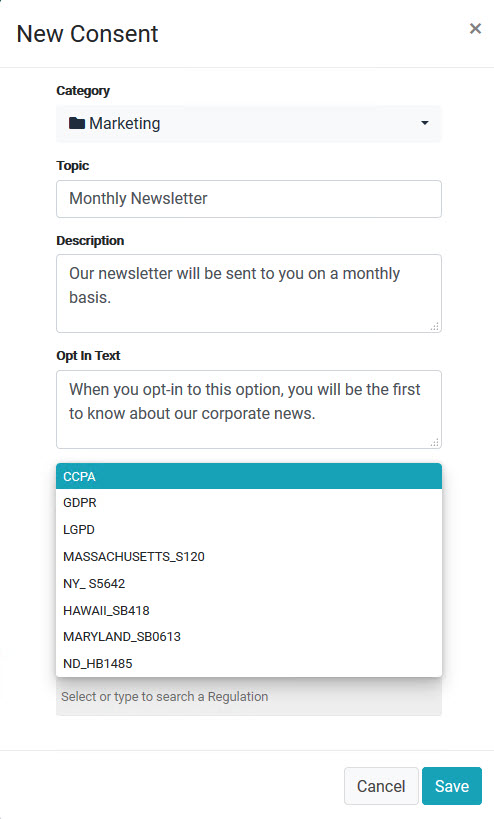 New Consent
×
Category
Marketing
Topic
Monthly Newsletter
Description
Our newsletter will be sent to you on a monthly
basis.
Opt In Text
When you opt-in to this option, you will be the first
to know about our corporate news.
CCPA
GDPR
LGPD
MASSACHUSETTS_S120
NY_ S5642
HAWAII_SB418
MARYLAND_SB0613
ND_HB1485
Select or type to search a Regulation
Cancel
Save